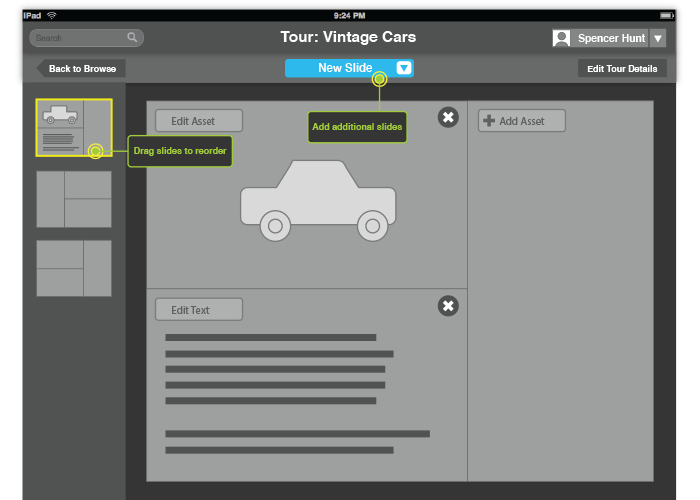 iPad 9:24 PM
Search
Tour: Vintage Cars
Spencer Hunt
Back to Browse
New Slide
Edit Tour Details
Edit Asset
Add additional slides
Add Asset
Drag slides to reorder
Edit Text